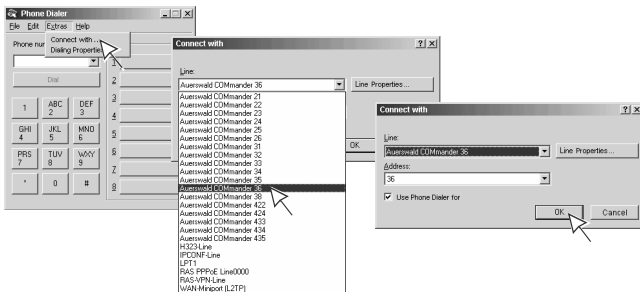 Phone Dialer
File Edit Extras Help
Connect with ...
Dialing Properties
Phone num
Dial
1
ABC 2
DEF 3
GHI 4
JKL 5
MNO 6
PRS 7
TUV 8
WXY 9
*
0
#
1
2
3
4
5
6
7
8
Connect with
Line:
Auerswald COMmander 36
Line Properties...
Auerswald COMmander 21
Auerswald COMmander 22
Auerswald COMmander 23
Auerswald COMmander 24
Auerswald COMmander 25
Auerswald COMmander 26
Auerswald COMmander 31
Auerswald COMmander 32
Auerswald COMmander 33
Auerswald COMmander 34
Auerswald COMmander 35
Auerswald COMmander 36
Auerswald COMmander 38
Auerswald COMmander 422
Auerswald COMmander 424
Auerswald COMmander 433
Auerswald COMmander 434
Auerswald COMmander 435
H323-Line
IPCONF-Line
LPT1
RAS PPPoE Line0000
RAS-VPN-Line
WAN-Miniport (L2TP)
OK
Connect with
Line:
Auerswald COMmander 36
Line Properties...
Address:
36
Use Phone Dialer for
OK
Cancel